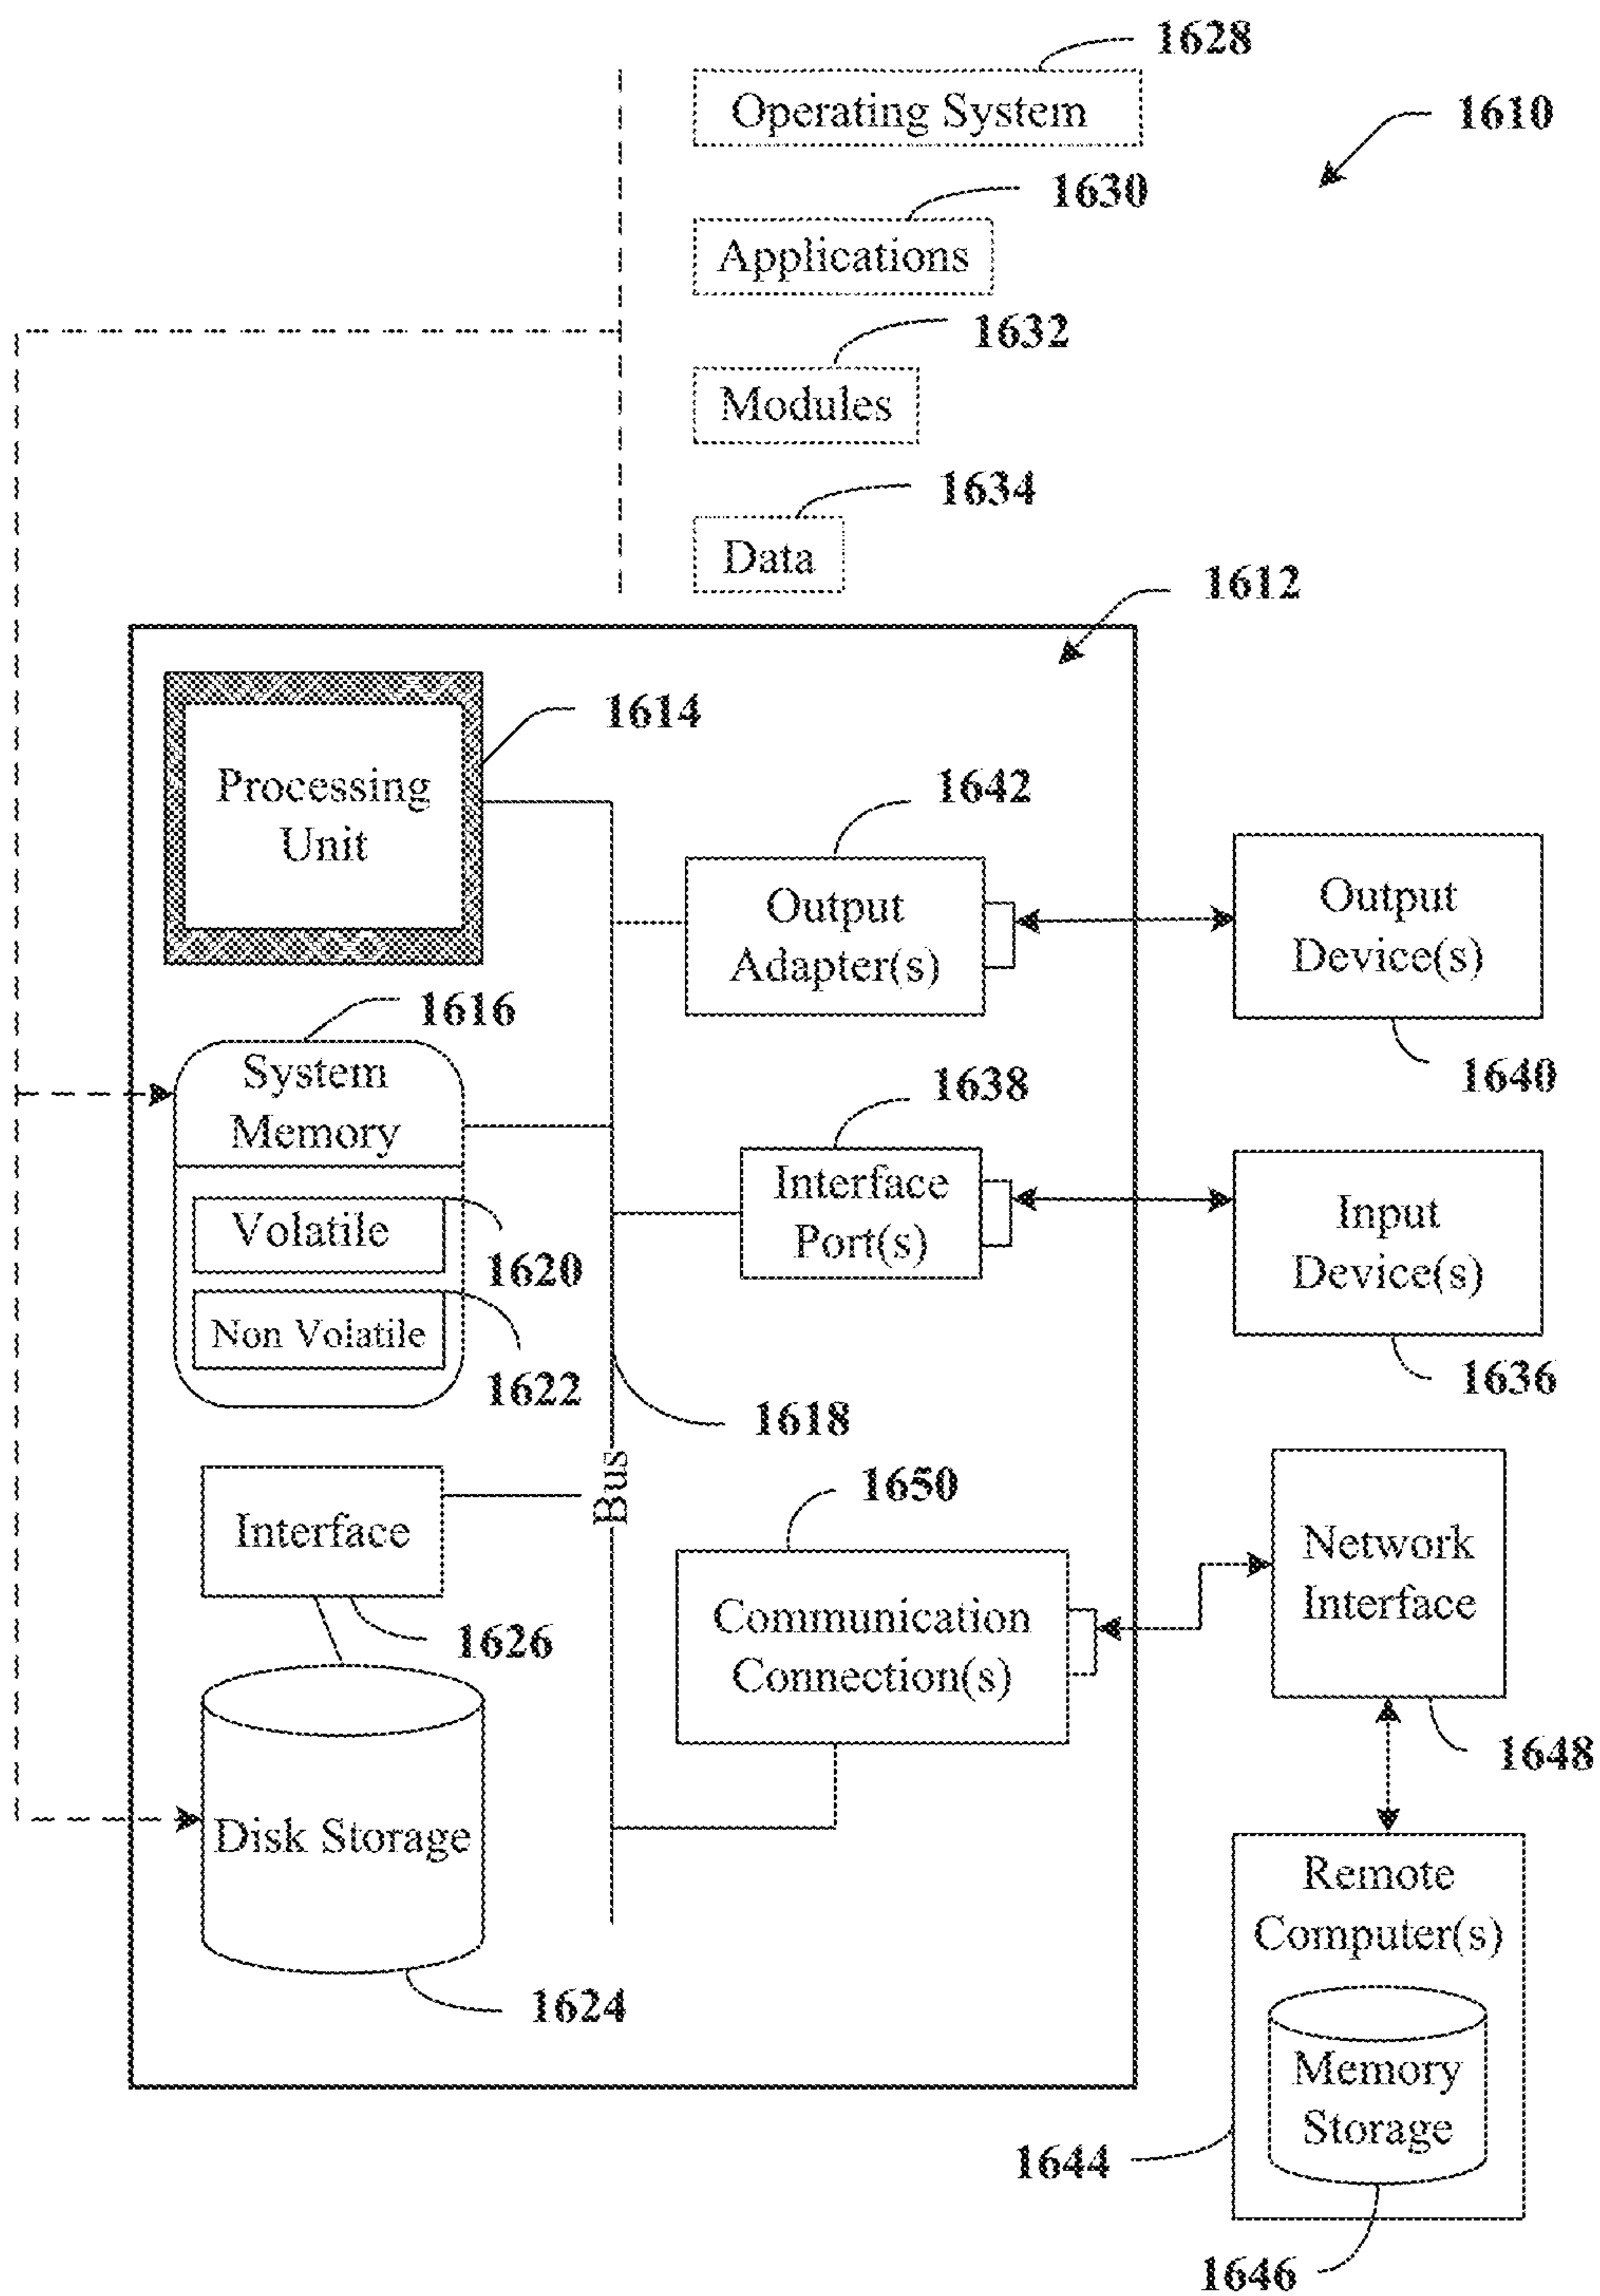 1628
Operating System
1610
1630
Applications
1632
Modules
1634
Data
1612
1614
Processing
Unit
1642
Output
Adapter(s)
Output
Device(s)
1640
1616
System
Memory
1638
Interface
Port(s)
Input
Device(s)
1636
Volatile
1620
Non Volatile
1622
1618
Bus
1650
Interface
1626
Communication
Connection(s)
Network
Interface
1648
Disk Storage
1624
Remote
Computer(s)
Memory
Storage
1644
1646